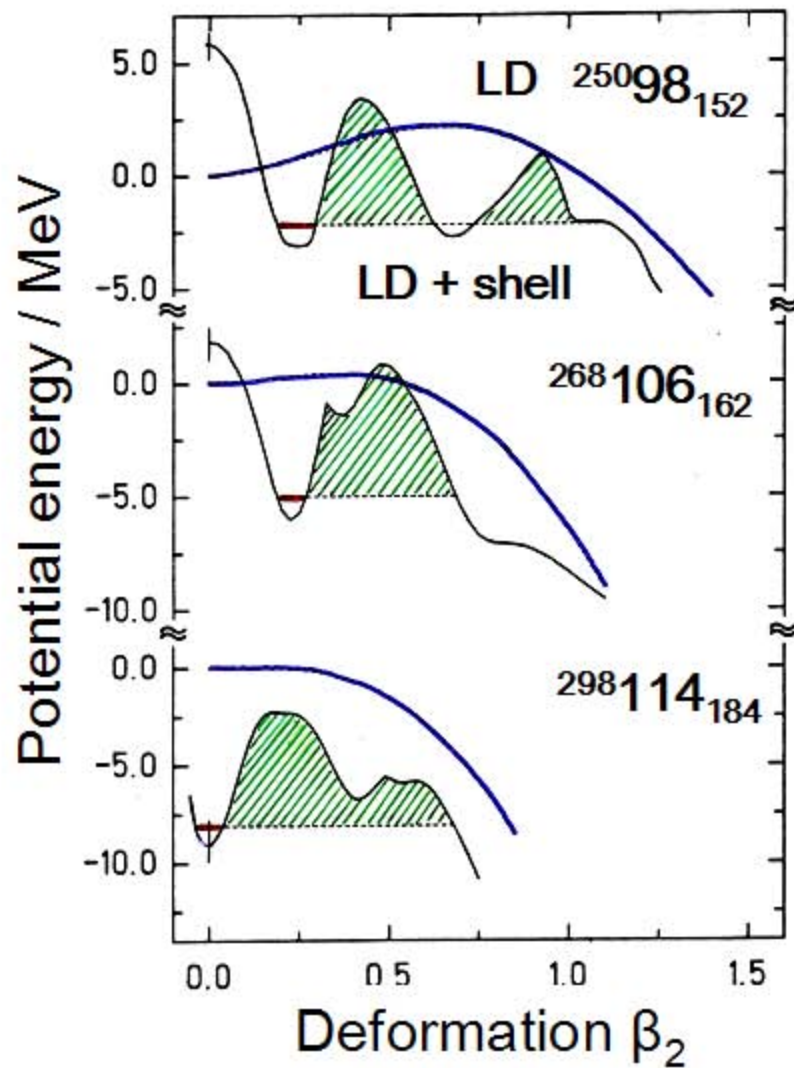 LD ²⁵⁰98₁₅₂
5.0
0.0
LD + shell
-5.0
²⁶⁸106₁₆₂
0.0
-5.0
-10.0
²⁹⁸114₁₈₄
0.0
-5.0
-10.0
Potential energy / MeV
0.0 0.5 1.0 1.5
Deformation β₂